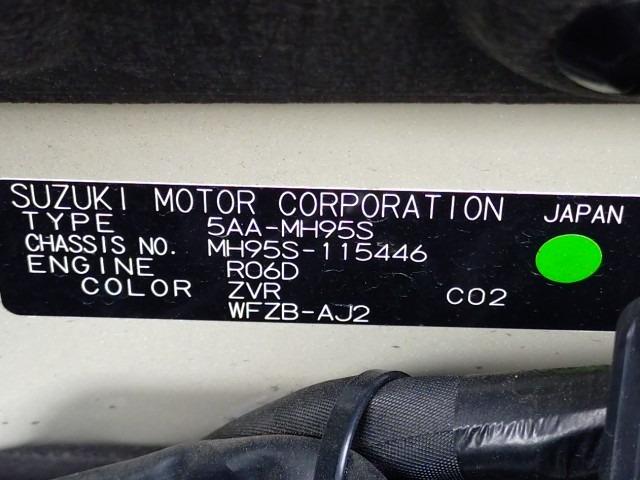 SUZUKI MOTOR CORPORATION JAPAN
TYPE 5AA-MH95S
CHASSIS NO. MH95S-115446
ENGINE R06D
COLOR ZVR C02
WFZB-AJ2